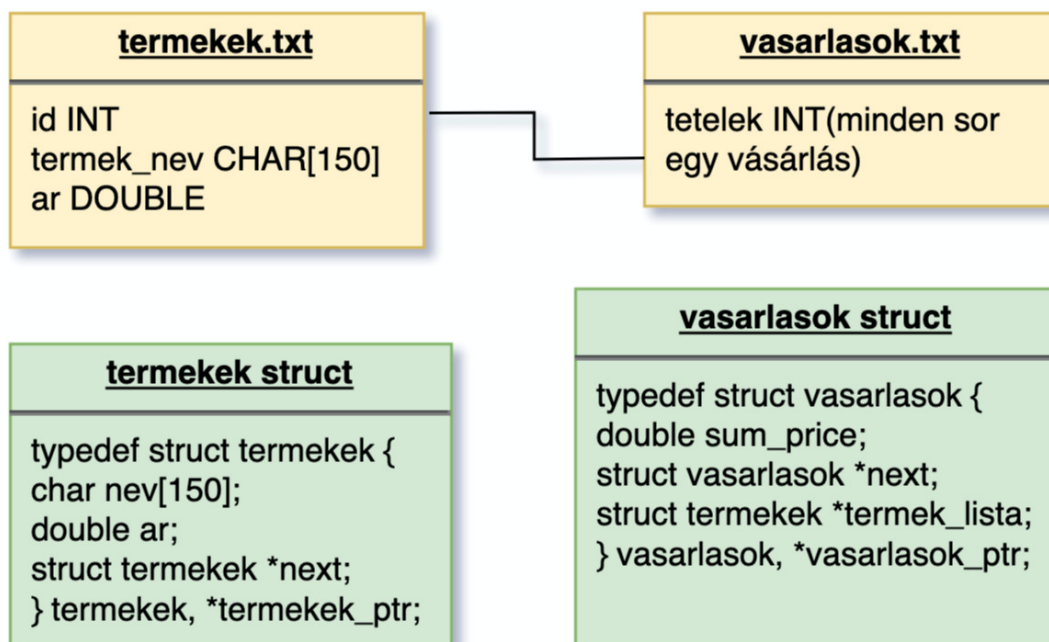 termekek.txt
id INT
termek_nev CHAR[150]
ar DOUBLE
vasarlasok.txt
tetelek INT(minden sor
egy vásárlás)
termekek struct
typedef struct termekek {
char nev[150];
double ar;
struct termekek *next;
} termekek, *termekek_ptr;
vasarlasok struct
typedef struct vasarlasok {
double sum_price;
struct vasarlasok *next;
struct termekek *termek_lista;
} vasarlasok, *vasarlasok_ptr;